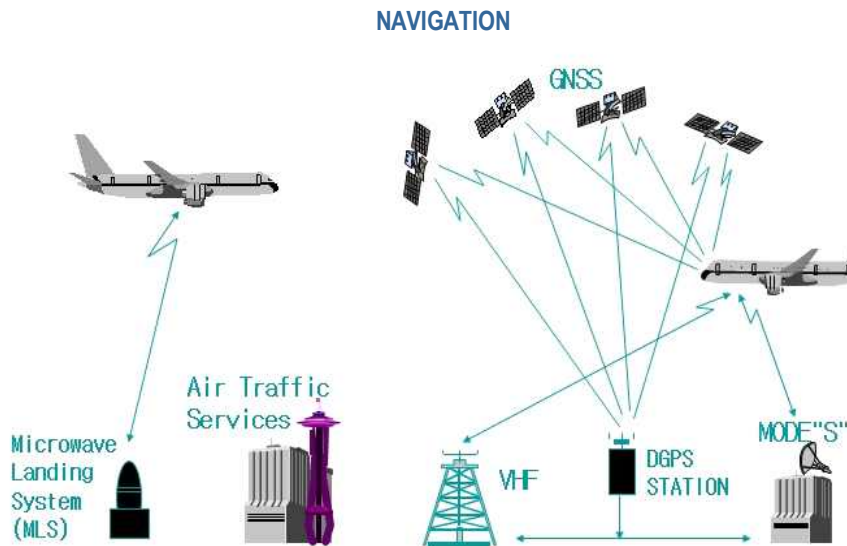 NAVIGATION
GNSS
Air Traffic
Services
Microwave
Landing
System
(MLS)
VHF
DGPS
STATION
MODE"S"